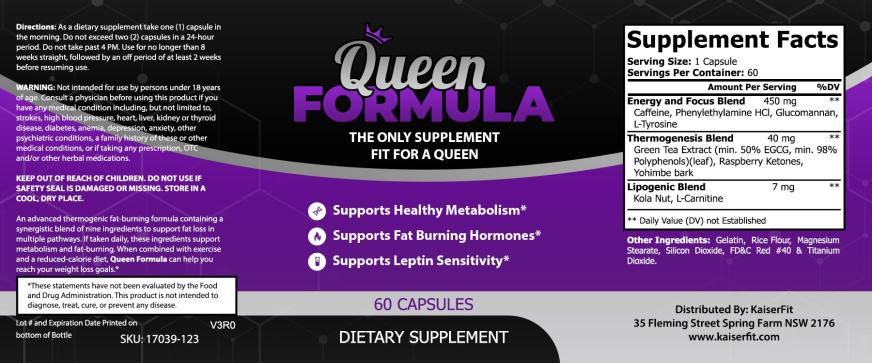 Directions: As a dietary supplement take one (1) capsule in
the morning. Do not exceed two (2) capsules in a 24-hour
period. Do not take past 4 PM. Use for no longer than 8
weeks straight, followed by an off period of at least 2 weeks
before resuming use.
WARNING: Not intended for use by persons under 18 years
of age. Consult a physician before using this product if you
have any medical condition including, but not limited to,
strokes, high blood pressure, heart, liver, kidney or thyroid
disease, diabetes, anemia, depression, anxiety, other
psychiatric conditions, a family history of these or other
medical conditions, or if taking any prescription, OTC
and/or other herbal medications.
KEEP OUT OF REACH OF CHILDREN. DO NOT USE IF
SAFETY SEAL IS DAMAGED OR MISSING. STORE IN A
COOL, DRY PLACE.
An advanced thermogenic fat-burning formula containing a
synergistic blend of nine ingredients to support fat loss in
multiple pathways. If taken daily, these ingredients support
metabolism and fat-burning. When combined with exercise
and a reduced-calorie diet, Queen Formula can help you
reach your weight loss goals.*
*These statements have not been evaluated by the Food
and Drug Administration. This product is not intended to
diagnose, treat, cure, or prevent any disease.
Lot # and Expiration Date Printed on
bottom of Bottle
V3R0
SKU: 17039-123
Queen
FORMULA
THE ONLY SUPPLEMENT
FIT FOR A QUEEN
Supports Healthy Metabolism*
Supports Fat Burning Hormones*
Supports Leptin Sensitivity*
60 CAPSULES
DIETARY SUPPLEMENT
Supplement Facts
Serving Size: 1 Capsule
Servings Per Container: 60
Amount Per Serving %DV
Energy and Focus Blend 450 mg **
Caffeine, Phenylethylamine HCl, Glucomannan,
L-Tyrosine
Thermogenesis Blend 40 mg **
Green Tea Extract (min. 50% EGCG, min. 98%
Polyphenols)(leaf), Raspberry Ketones,
Yohimbe bark
Lipogenic Blend 7 mg **
Kola Nut, L-Carnitine
** Daily Value (DV) not Established
Other Ingredients: Gelatin, Rice Flour, Magnesium
Stearate, Silicon Dioxide, FD&C Red #40 & Titanium
Dioxide.
Distributed By: KaiserFit
35 Fleming Street Spring Farm NSW 2176
www.kaiserfit.com